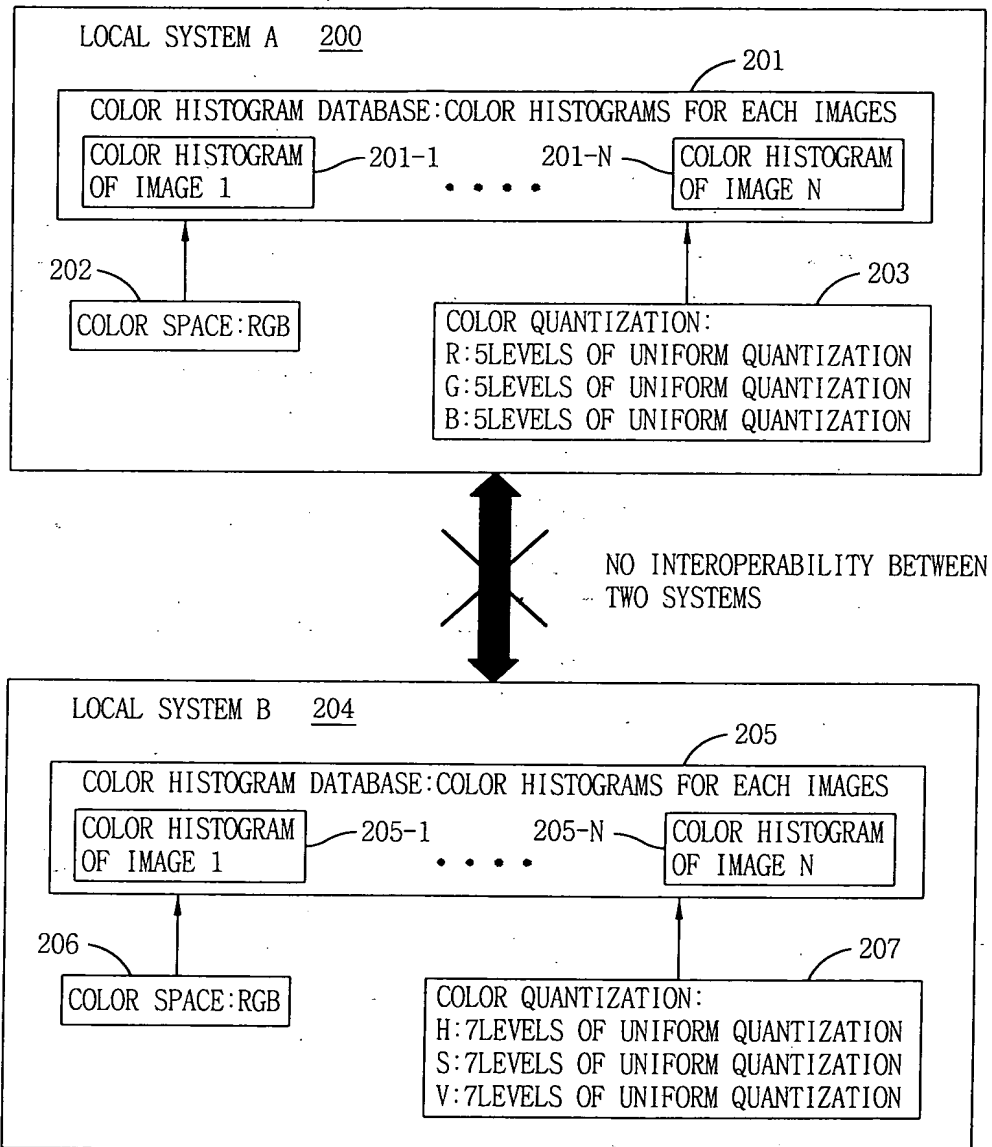 LOCAL SYSTEM A 200
201
COLOR HISTOGRAM DATABASE:COLOR HISTOGRAMS FOR EACH IMAGES
COLOR HISTOGRAM
OF IMAGE 1
201-1
201-N
COLOR HISTOGRAM
OF IMAGE N
202
COLOR SPACE:RGB
203
COLOR QUANTIZATION:
R:5LEVELS OF UNIFORM QUANTIZATION
G:5LEVELS OF UNIFORM QUANTIZATION
B:5LEVELS OF UNIFORM QUANTIZATION
NO INTEROPERABILITY BETWEEN
TWO SYSTEMS
LOCAL SYSTEM B 204
205
COLOR HISTOGRAM DATABASE:COLOR HISTOGRAMS FOR EACH IMAGES
COLOR HISTOGRAM
OF IMAGE 1
205-1
205-N
COLOR HISTOGRAM
OF IMAGE N
206
COLOR SPACE:RGB
207
COLOR QUANTIZATION:
H:7LEVELS OF UNIFORM QUANTIZATION
S:7LEVELS OF UNIFORM QUANTIZATION
V:7LEVELS OF UNIFORM QUANTIZATION